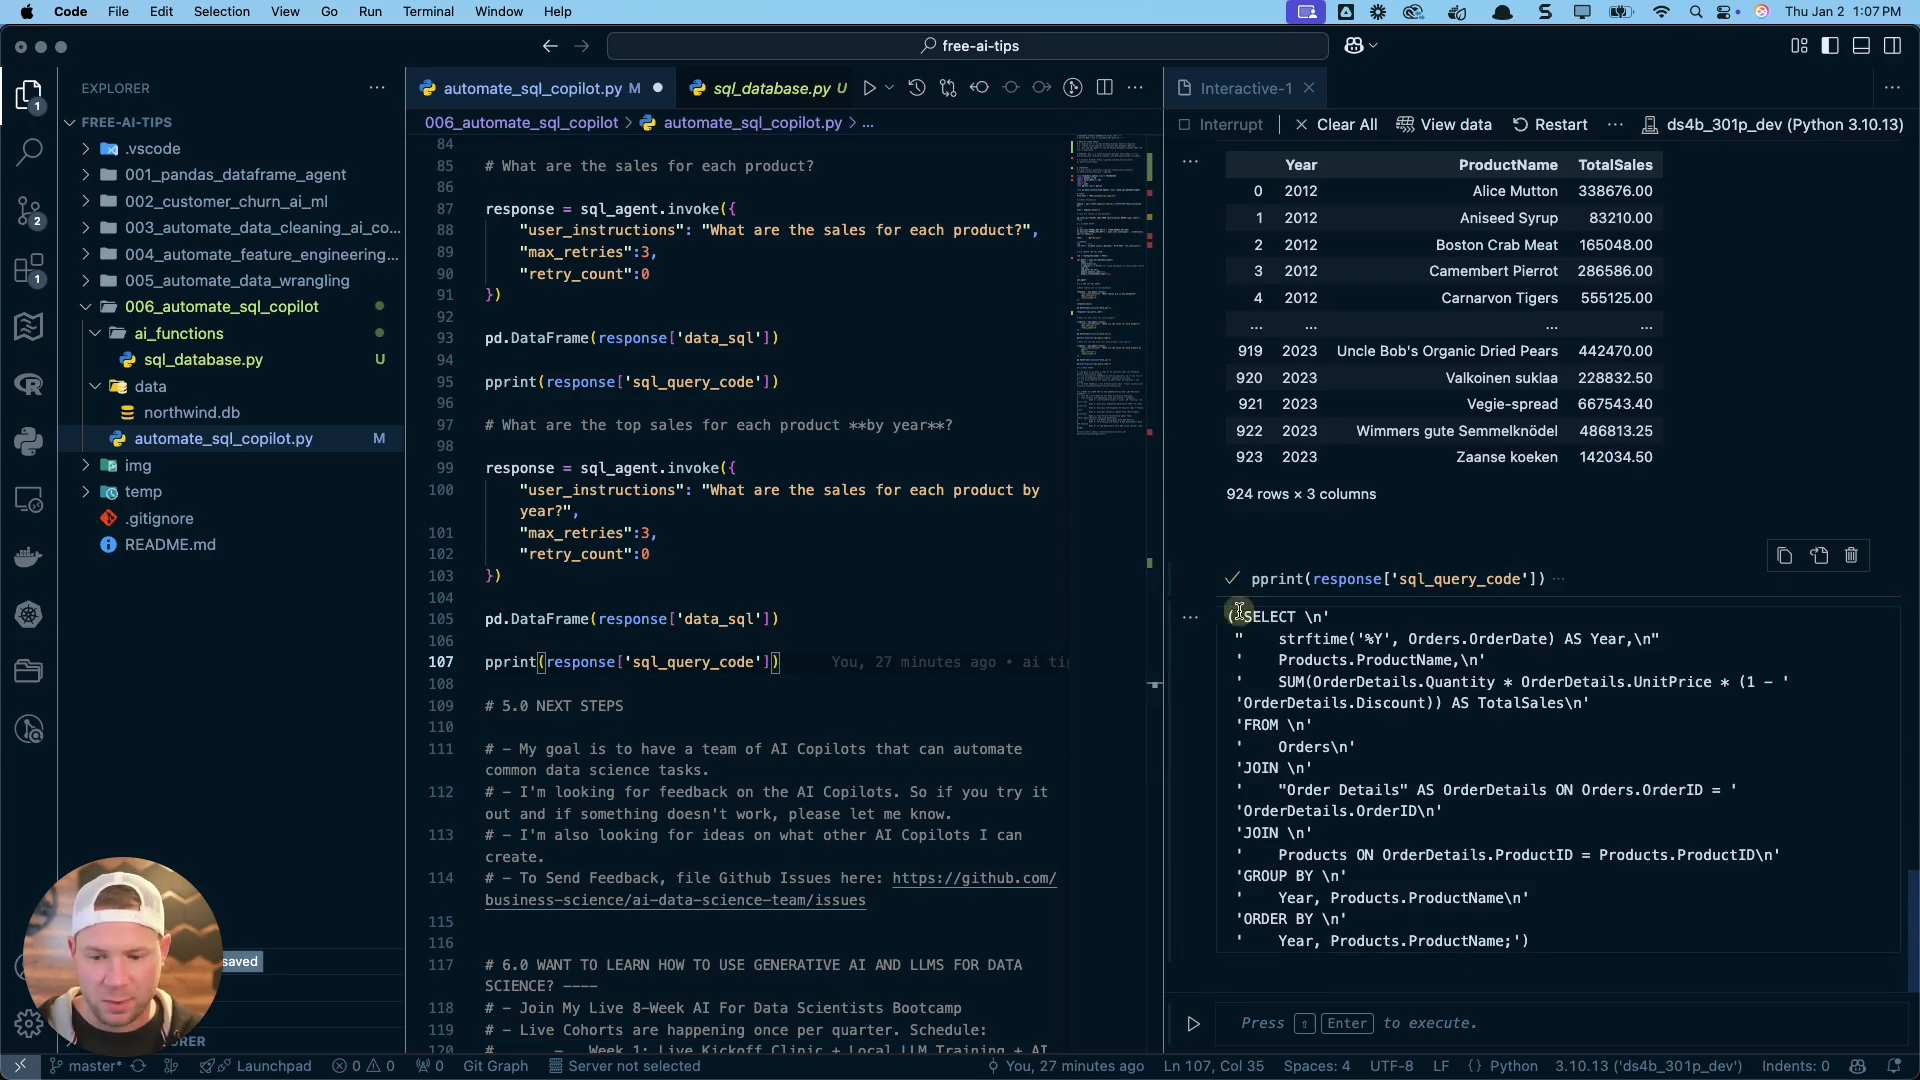 Code File Edit Selection View Go Run Terminal Window Help Thu Jan 2 1:07 PM
free-ai-tips
EXPLORER
FREE-AI-TIPS
.vscode
001_pandas_dataframe_agent
002_customer_churn_ai_ml
003_automate_data_cleaning_ai_co...
004_automate_feature_engineering...
005_automate_data_wrangling
006_automate_sql_copilot
ai_functions
sql_database.py U
data
northwind.db
automate_sql_copilot.py M
img
temp
.gitignore
README.md
1
2
1
saved
automate_sql_copilot.py M sql_database.py U
006_automate_sql_copilot > automate_sql_copilot.py > ...
84
85 # What are the sales for each product?
86
87 response = sql_agent.invoke({
88 "user_instructions": "What are the sales for each product?",
89 "max_retries":3,
90 "retry_count":0
91 })
92
93 pd.DataFrame(response['data_sql'])
94
95 pprint(response['sql_query_code'])
96
97 # What are the top sales for each product **by year**?
98
99 response = sql_agent.invoke({
100 "user_instructions": "What are the sales for each product by
year?",
101 "max_retries":3,
102 "retry_count":0
103 })
104
105 pd.DataFrame(response['data_sql'])
106
107 pprint(response['sql_query_code']) You, 27 minutes ago • ai ti
108
109 # 5.0 NEXT STEPS
110
111 # - My goal is to have a team of AI Copilots that can automate
common data science tasks.
112 # - I'm looking for feedback on the AI Copilots. So if you try it
out and if something doesn't work, please let me know.
113 # - I'm also looking for ideas on what other AI Copilots I can
create.
114 # - To Send Feedback, file Github Issues here: https://github.com/
business-science/ai-data-science-team/issues
115
116
117 # 6.0 WANT TO LEARN HOW TO USE GENERATIVE AI AND LLMS FOR DATA
SCIENCE? ----
118 # - Join My Live 8-Week AI For Data Scientists Bootcamp
119 # - Live Cohorts are happening once per quarter. Schedule:
120 # - Week 1: Live Kickoff Clinic + Local LLM Training + AI
Interactive-1
Interrupt Clear All View data Restart ... ds4b_301p_dev (Python 3.10.13)
Year ProductName TotalSales
0 2012 Alice Mutton 338676.00
1 2012 Aniseed Syrup 83210.00
2 2012 Boston Crab Meat 165048.00
3 2012 Camembert Pierrot 286586.00
4 2012 Carnarvon Tigers 555125.00
... ... ... ...
919 2023 Uncle Bob's Organic Dried Pears 442470.00
920 2023 Valkoinen suklaa 228832.50
921 2023 Vegie-spread 667543.40
922 2023 Wimmers gute Semmelknödel 486813.25
923 2023 Zaanse koeken 142034.50
924 rows × 3 columns
pprint(response['sql_query_code']) ...
('SELECT \n'
"    strftime('%Y', Orders.OrderDate) AS Year,\n"
'    Products.ProductName,\n'
'    SUM(OrderDetails.Quantity * OrderDetails.UnitPrice * (1 - '
'OrderDetails.Discount)) AS TotalSales\n'
'FROM \n'
'    Orders\n'
'JOIN \n'
'    "Order Details" AS OrderDetails ON Orders.OrderID = '
'OrderDetails.OrderID\n'
'JOIN \n'
'    Products ON OrderDetails.ProductID = Products.ProductID\n'
'GROUP BY \n'
'    Year, Products.ProductName\n'
'ORDER BY \n'
'    Year, Products.ProductName;')
Press ⇧ Enter to execute.
master* Launchpad 0 0 0 Git Graph Server not selected You, 27 minutes ago Ln 107, Col 35 Spaces: 4 UTF-8 LF {} Python 3.10.13 ('ds4b_301p_dev') Indents: 0